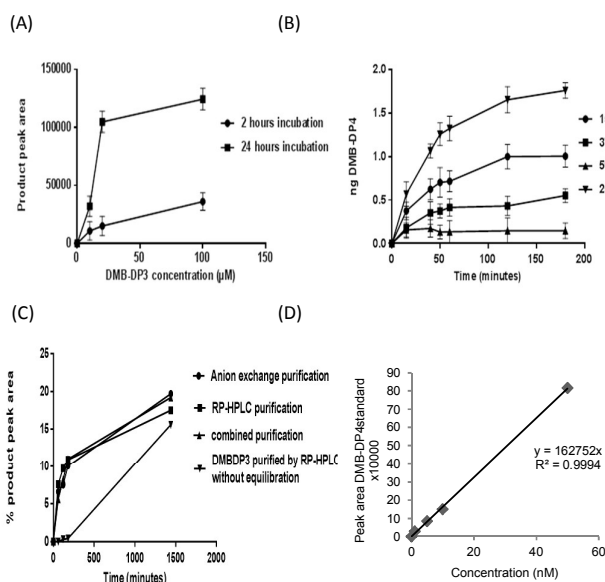 (A)
(B)
150000
100000
50000
0
0
50
100
150
Product peak area
DMB-DP3 concentration (µM)
2 hours incubation
24 hours incubation
2.0
1.5
1.0
0.5
0.0
0
50
100
150
200
ng DMB-DP4
Time (minutes)
1
3
5
2
(C)
(D)
25
20
15
10
5
0
0
500
1000
1500
2000
% product peak area
Time (minutes)
Anion exchange purification
RP-HPLC purification
combined purification
DMBDP3 purified by RP-HPLC
without equilibration
90
80
70
60
50
40
30
20
10
0
0
20
40
60
Peak area DMB-DP4standard
x10000
Concentration (nM)
y = 162752x
R² = 0.9994